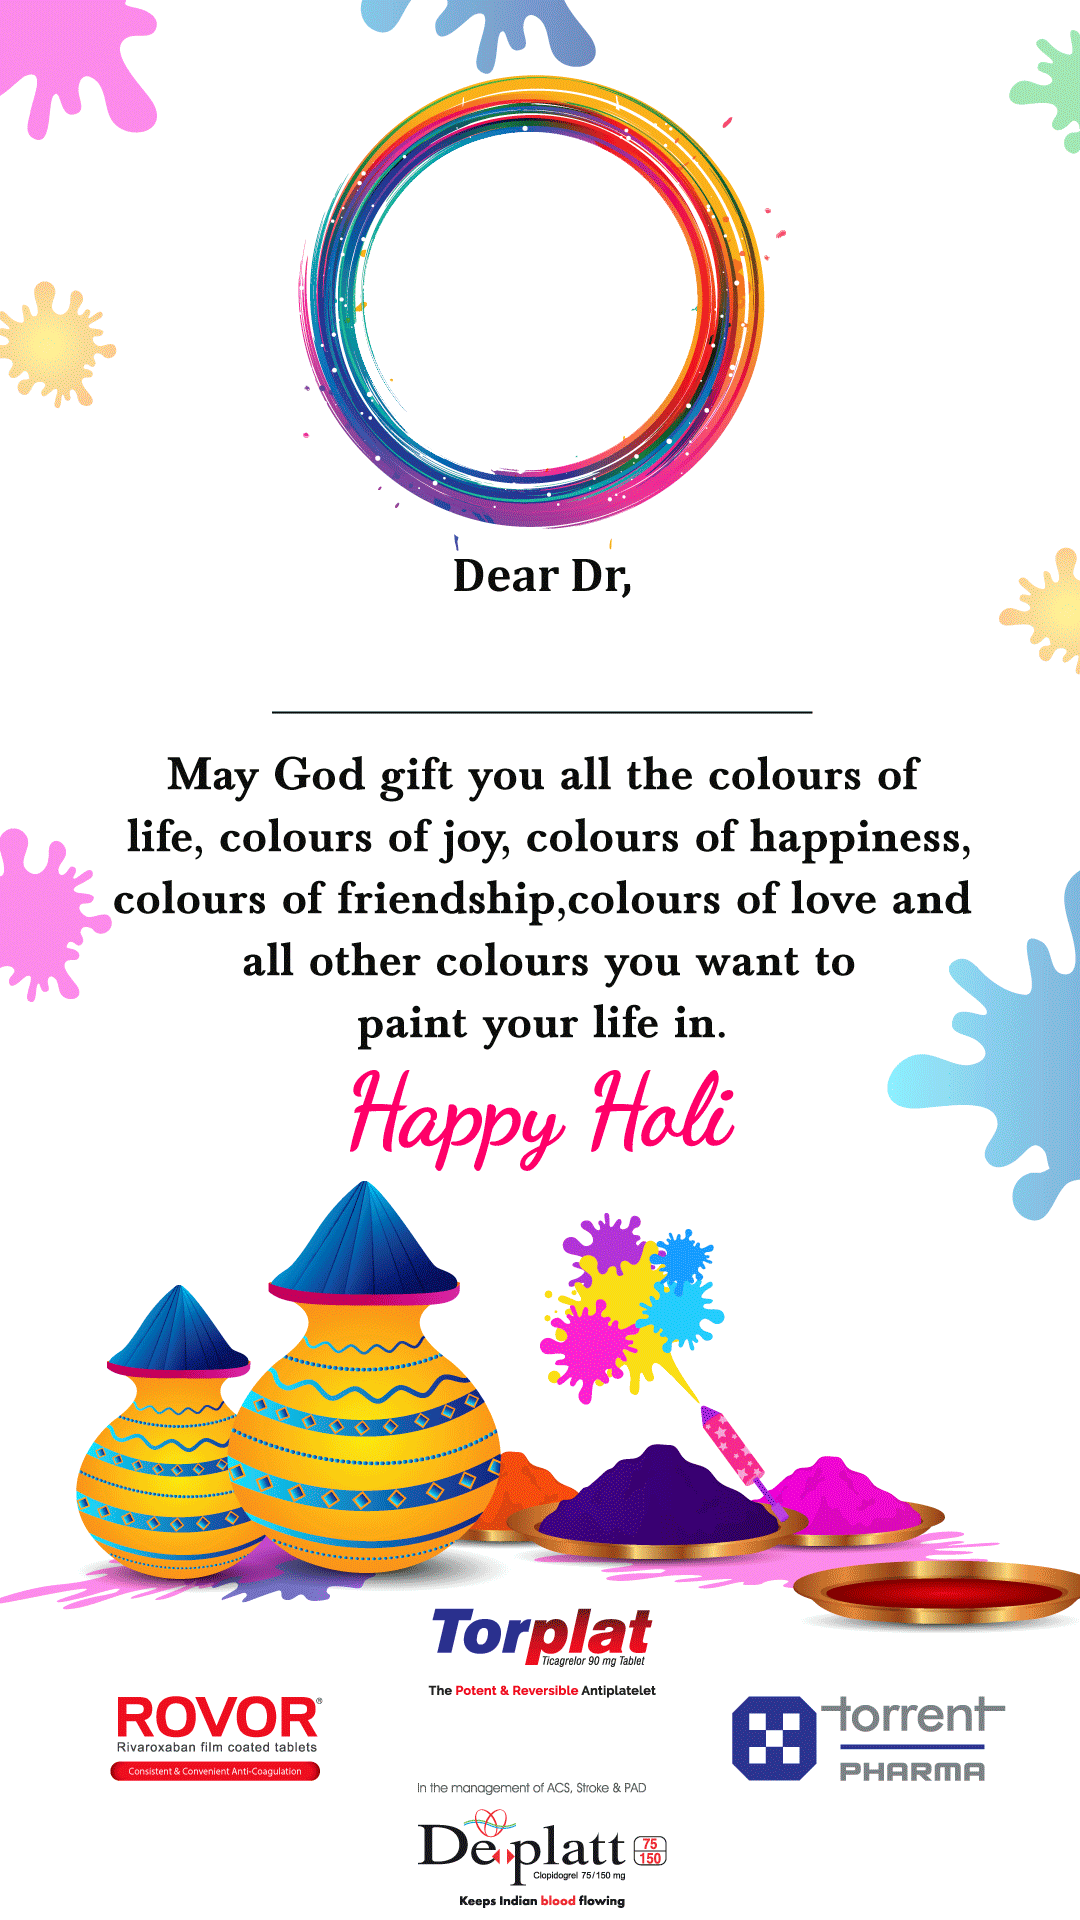 Dear Dr,
May God gift you all the colours of
life, colours of joy, colours of happiness,
colours of friendship,colours of love and
all other colours you want to
paint your life in.
Happy Holi
Torplat
Ticagrelor 90 mg Tablet
The Potent & Reversible Antiplatelet
ROVOR®
Rivaroxaban film coated tablets
Consistent & Convenient Anti-Coagulation
torrent
PHARMA
In the management of ACS, Stroke & PAD
Deplatt 75
150
Clopidogrel 75/150 mg
Keeps Indian blood flowing